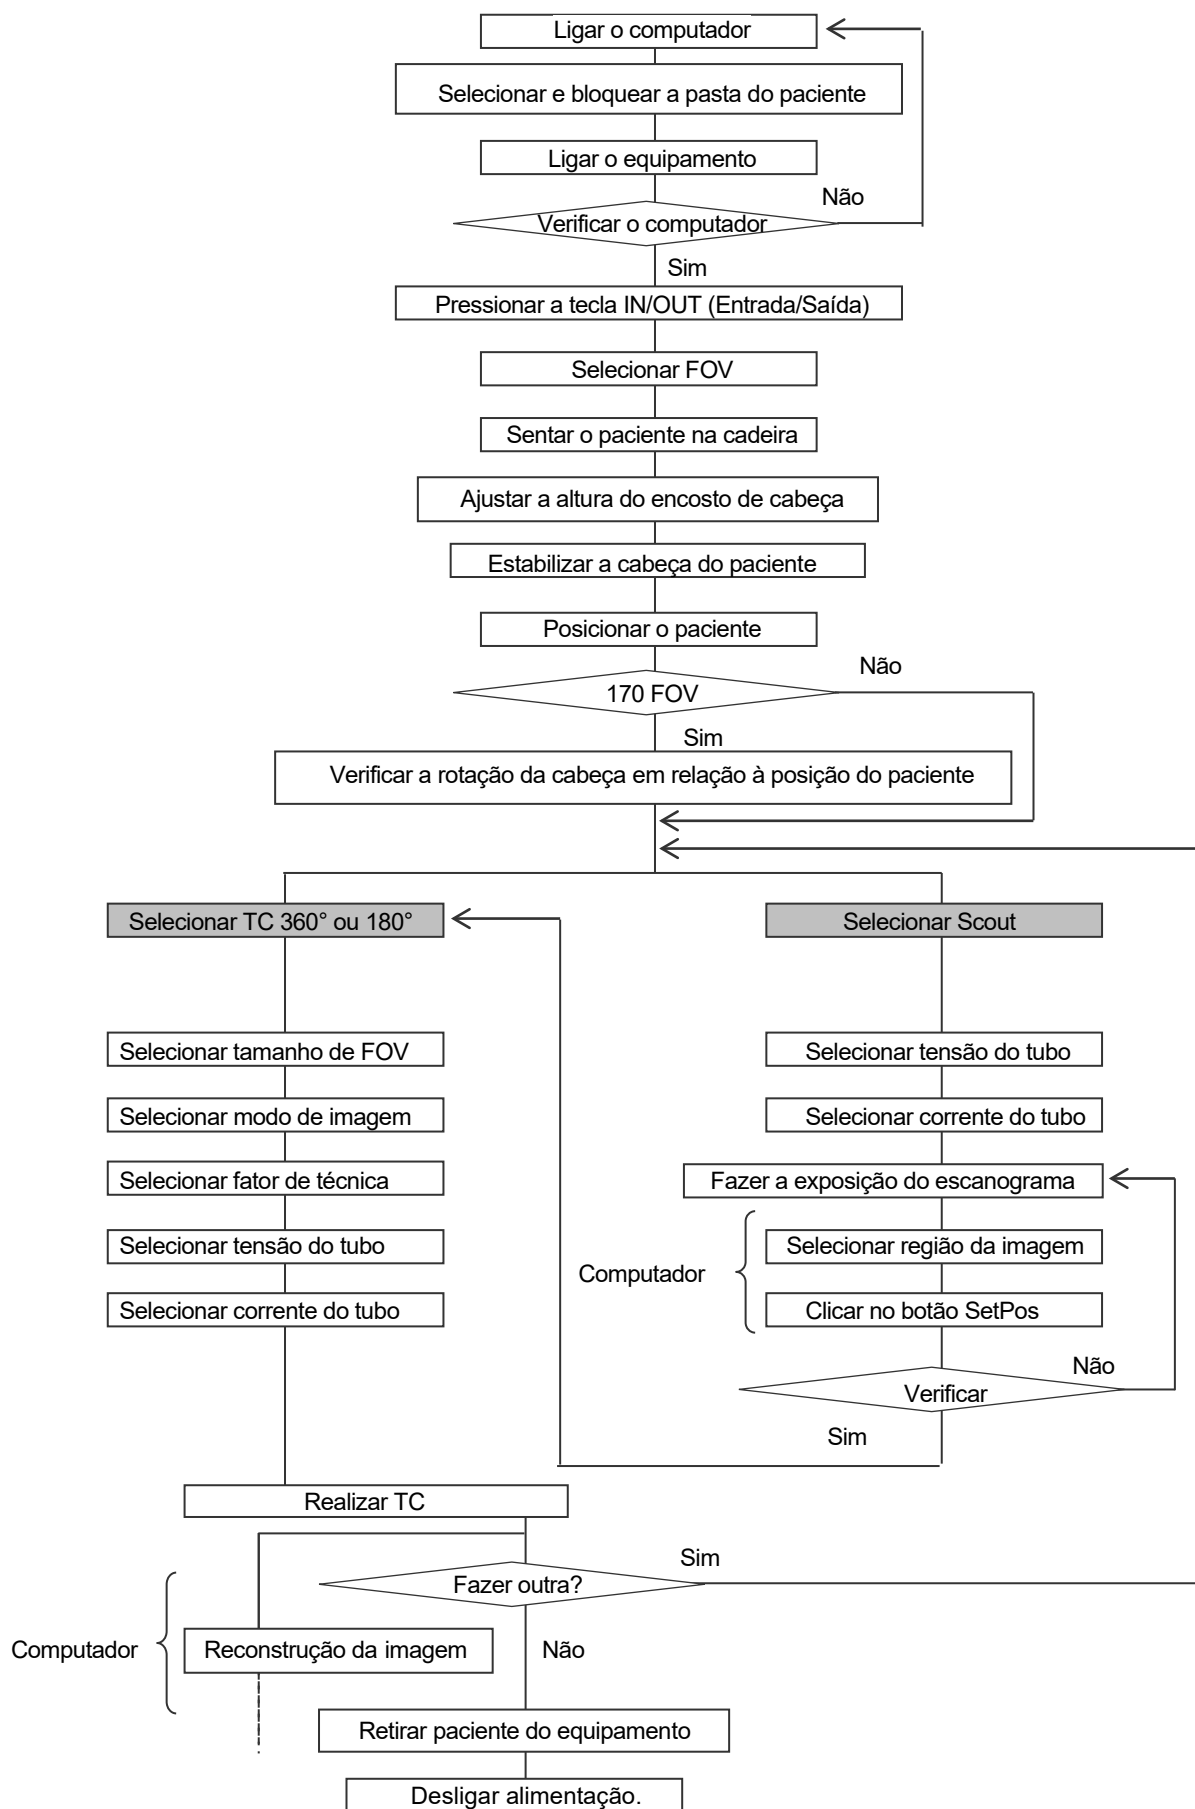 Ligar o computador
Selecionar e bloquear a pasta do paciente
Ligar o equipamento
Não
Verificar o computador
Sim
Pressionar a tecla IN/OUT (Entrada/Saída)
Selecionar FOV
Sentar o paciente na cadeira
Ajustar a altura do encosto de cabeça
Estabilizar a cabeça do paciente
Posicionar o paciente
Não
170 FOV
Sim
Verificar a rotação da cabeça em relação à posição do paciente
Selecionar TC 360° ou 180°
Selecionar tamanho de FOV
Selecionar modo de imagem
Selecionar fator de técnica
Selecionar tensão do tubo
Selecionar corrente do tubo
Selecionar Scout
Selecionar tensão do tubo
Selecionar corrente do tubo
Fazer a exposição do escanograma
Selecionar região da imagem
Computador
Clicar no botão SetPos
Não
Verificar
Sim
Realizar TC
Sim
Fazer outra?
Computador
Reconstrução da imagem
Não
Retirar paciente do equipamento
Desligar alimentação.